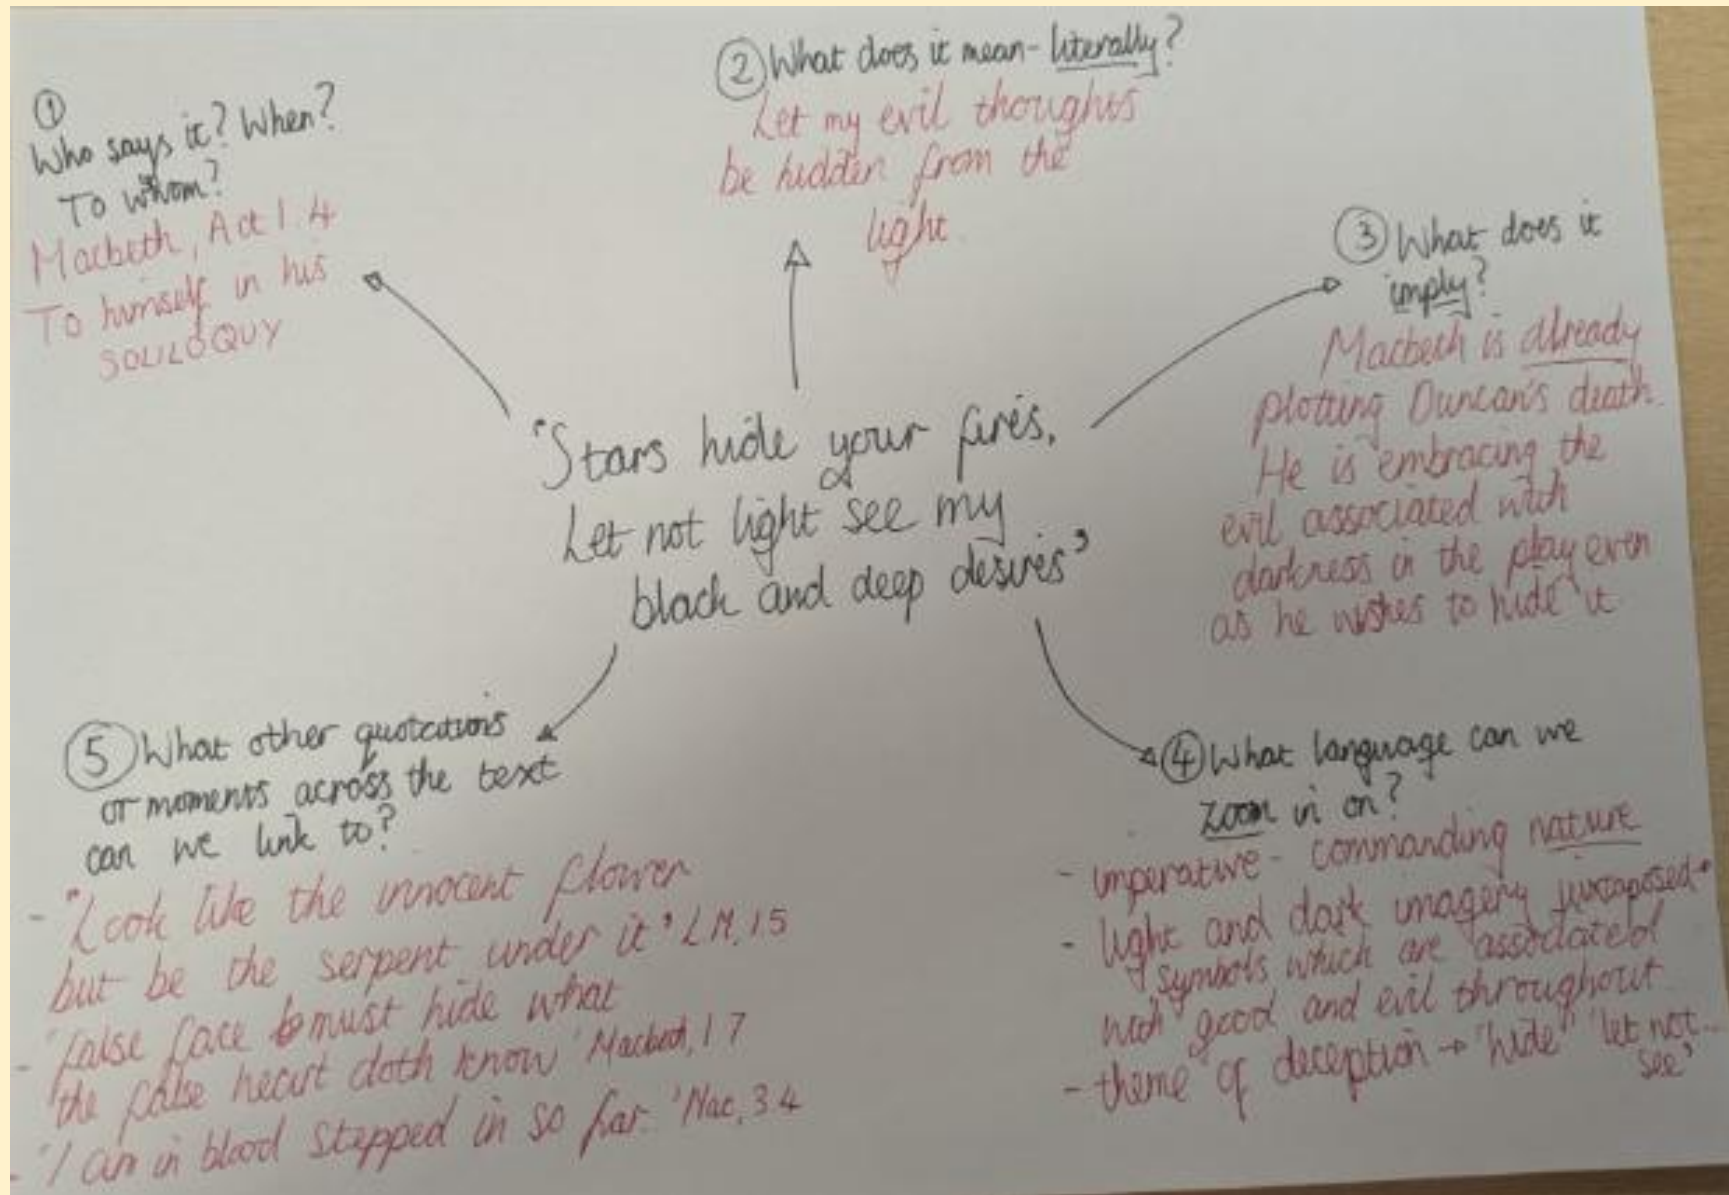 ①
Who says it? When?
To whom?
Macbeth, Act 1.4
To himself in his
SOLILOQUY
② What does it mean - literally?
Let my evil thoughts
be hidden from the
light.
③ What does it
imply?
Macbeth is already
plotting Duncan's death.
He is embracing the
evil associated with
darkness in the play even
as he wishes to hide it
'Stars hide your fires,
Let not light see my
black and deep desires'
④ What language can we
zoom in on?
- imperative - commanding nature
- light and dark imagery juxtaposed -
symbols which are associated
with good and evil throughout.
- theme of deception → 'hide' 'let not...
see'
⑤ What other quotations
or moments across the text
can we link to?
- 'Look like the innocent flower
but be the serpent under it' LM, 1 5
- 'false face must hide what
the false heart doth know' Macbeth, 1 7
- 'I am in blood stepped in so far.' Mac, 3 4